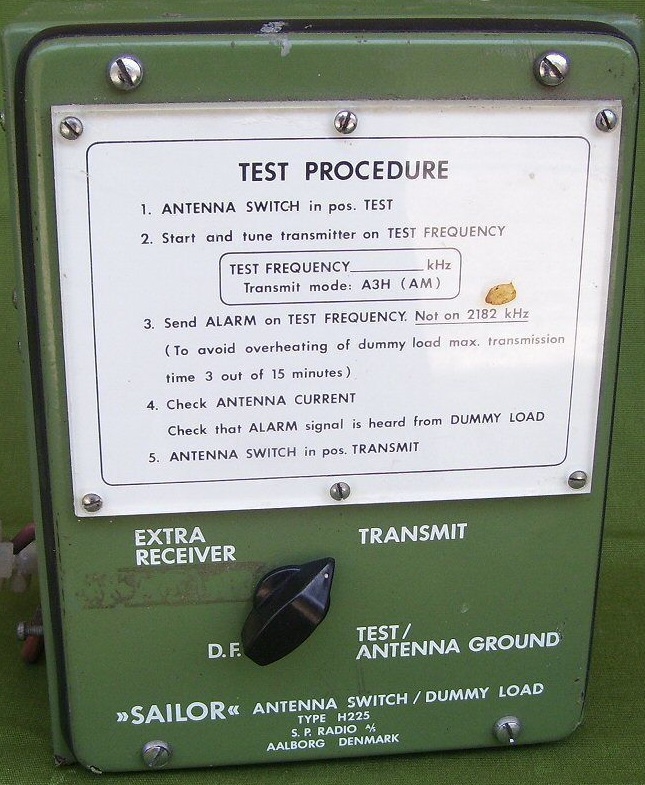 TEST PROCEDURE
1. ANTENNA SWITCH in pos. TEST
2. Start and tune transmitter on TEST FREQUENCY
TEST FREQUENCY__________kHz
Transmit mode: A3H (AM)
3. Send ALARM on TEST FREQUENCY. Not on 2182 kHz
(To avoid overheating of dummy load max. transmission
time 3 out of 15 minutes)
4. Check ANTENNA CURRENT
Check that ALARM signal is heard from DUMMY LOAD
5. ANTENNA SWITCH in pos. TRANSMIT
EXTRA
RECEIVER
TRANSMIT
D.F.
TEST/
ANTENNA GROUND
»SAILOR« ANTENNA SWITCH/DUMMY LOAD
TYPE H225
S.P. RADIO A/S
AALBORG DENMARK